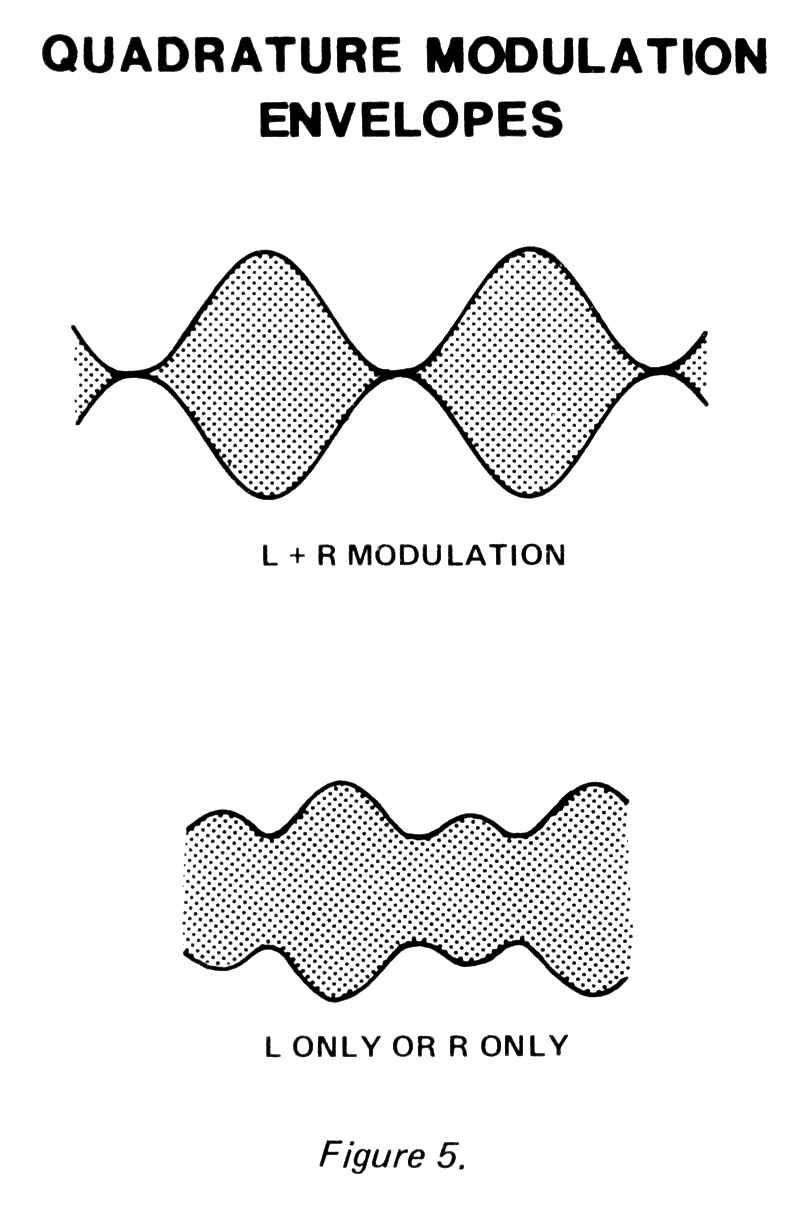 QUADRATURE MODULATION
ENVELOPES
L + R MODULATION
L ONLY OR R ONLY
Figure 5.